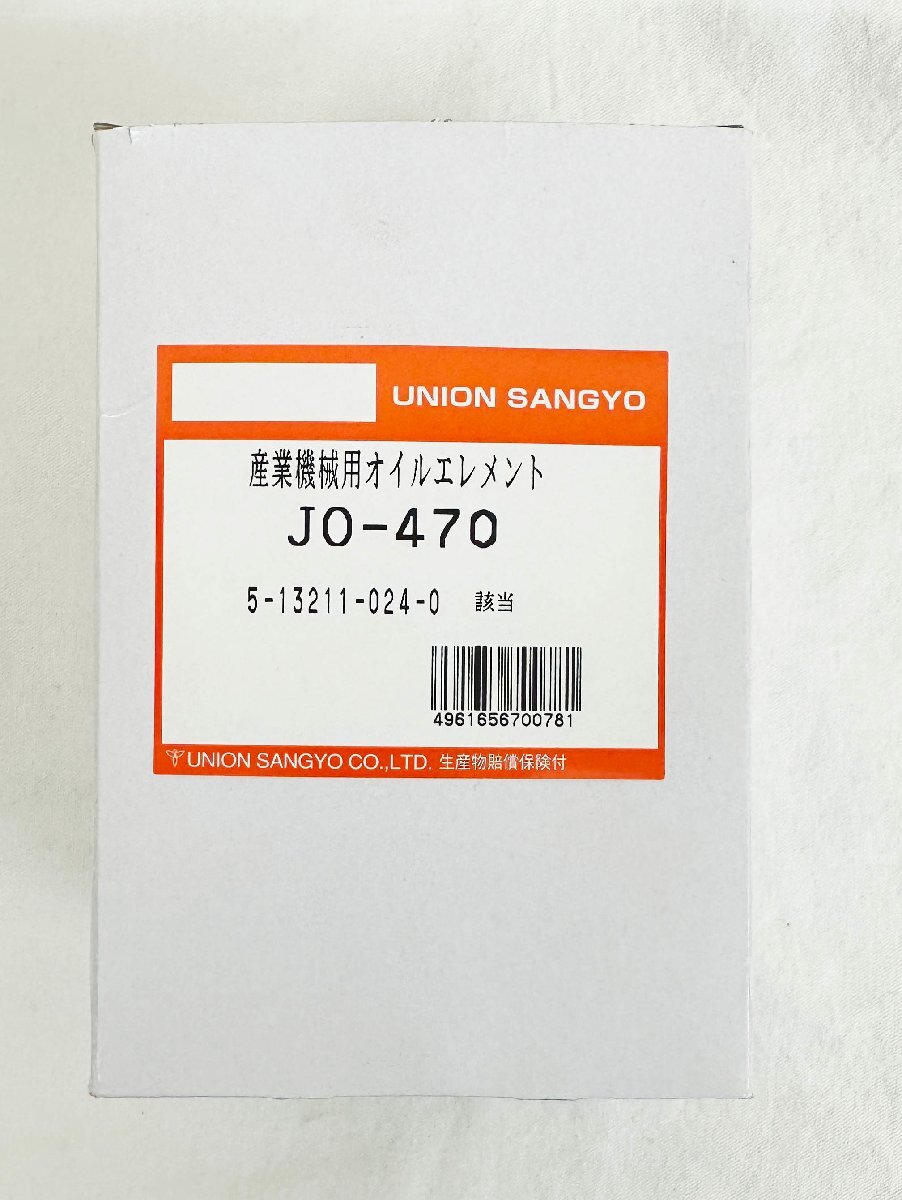 UNION SANGYO
産業機械用オイルエレメント
JO-470
5-13211-024-0 該当
4961656700781
UNION SANGYO CO.,LTD. 生産物賠償保険付